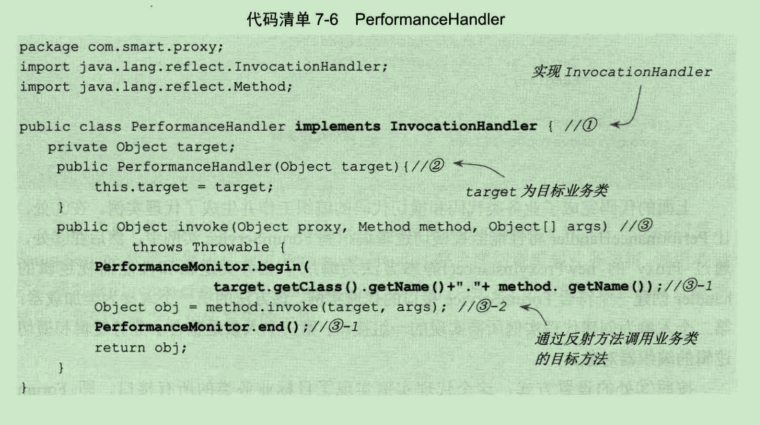 代码清单 7-6 PerformanceHandler
package com.smart.proxy;
import java.lang.reflect.InvocationHandler;
import java.lang.reflect.Method;
实现 InvocationHandler
public class PerformanceHandler implements InvocationHandler { //①
private Object target;
public PerformanceHandler(Object target){//②
this.target = target;
target 为目标业务类
}
public Object invoke(Object proxy, Method method, Object[] args) //③
throws Throwable {
PerformanceMonitor.begin(
target.getClass().getName()+"."+ method. getName());//③-1
Object obj = method.invoke(target, args); //③-2
PerformanceMonitor.end();//③-1
通过反射方法调用业务类
的目标方法
return obj;
}
}